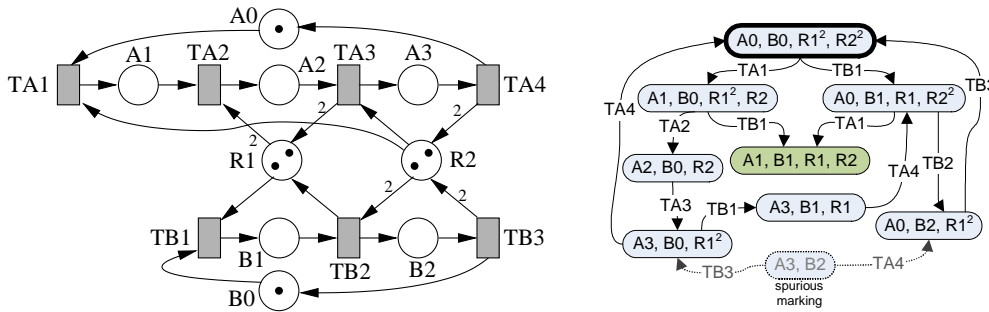 A0
A1
TA2
A2
TA3
A3
TA1
TA4
2
2
2
R1
R2
2
2
TB1
B1
TB2
B2
TB3
B0
A0, B0, R1², R2²
TA1
TB1
TB3
A1, B0, R1², R2
A0, B1, R1, R2²
TA4
TA2
TB1
TA1
A1, B1, R1, R2
A2, B0, R2
TA4
TB2
TA3
TB1
A3, B1, R1
A0, B2, R1²
A3, B0, R1²
TB3
A3, B2
TA4
spurious
marking